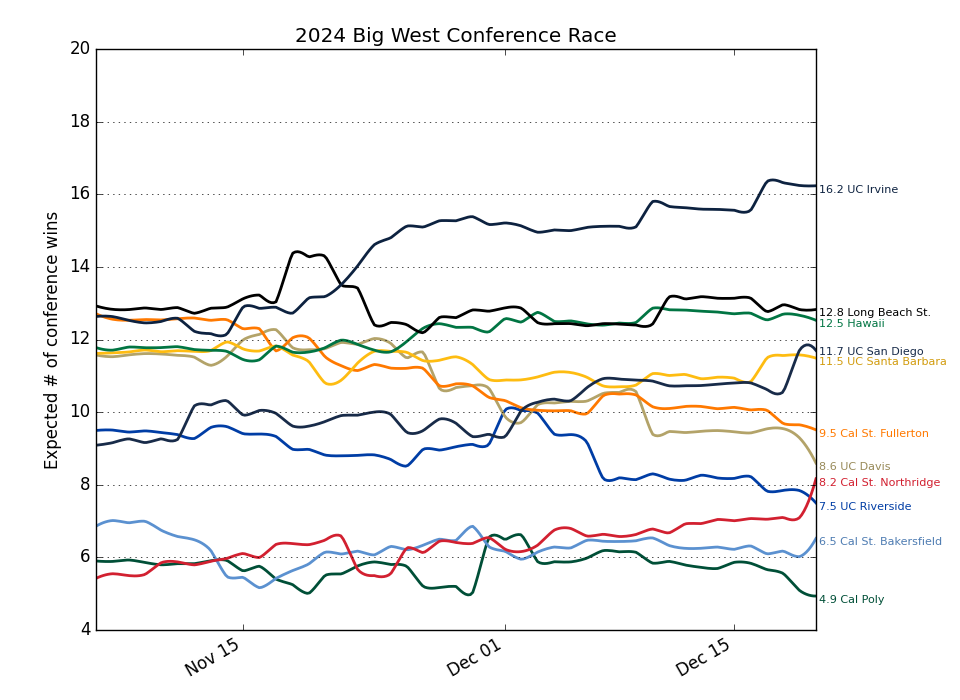 2024 Big West Conference Race
Expected # of conference wins
20
18
16
14
12
10
8
6
4
Nov 15
Dec 01
Dec 15
16.2 UC Irvine
12.8 Long Beach St.
12.5 Hawaii
11.7 UC San Diego
11.5 UC Santa Barbara
9.5 Cal St. Fullerton
8.6 UC Davis
8.2 Cal St. Northridge
7.5 UC Riverside
6.5 Cal St. Bakersfield
4.9 Cal Poly